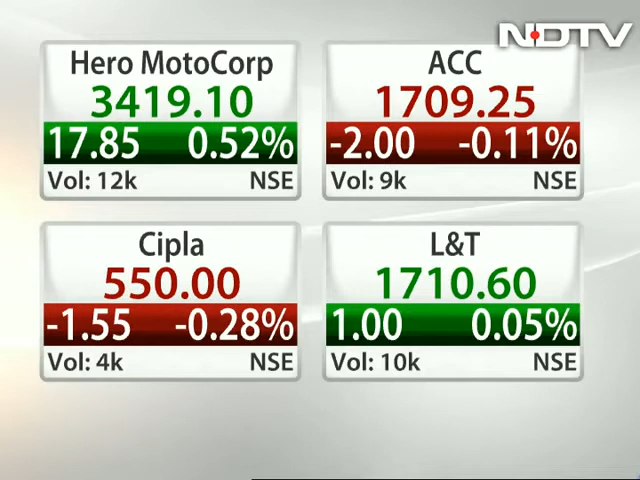 NDTV
Hero MotoCorp
3419.10
17.85 0.52%
Vol: 12k NSE
ACC
1709.25
-2.00 -0.11%
Vol: 9k NSE
Cipla
550.00
-1.55 -0.28%
Vol: 4k NSE
L&T
1710.60
1.00 0.05%
Vol: 10k NSE